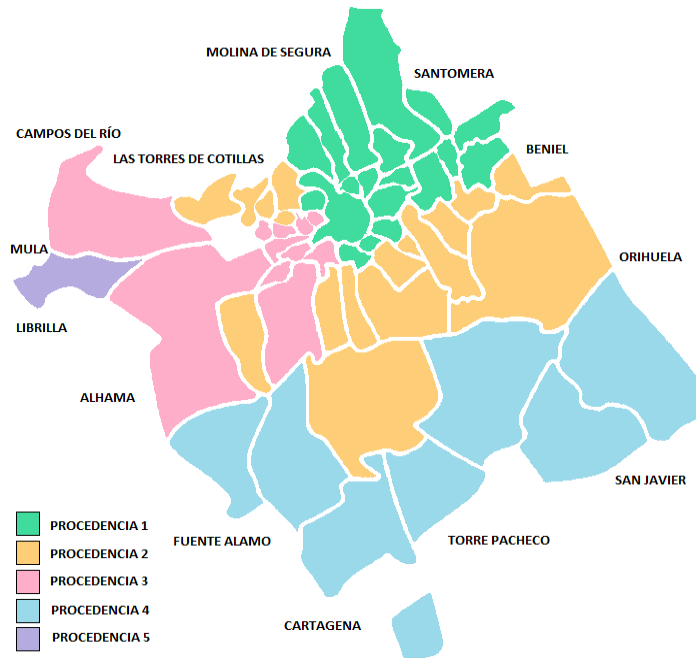 MOLINA DE SEGURA
SANTOMERA
CAMPOS DEL RÍO
BENIEL
LAS TORRES DE COTILLAS
MULA
ORIHUELA
LIBRILLA
ALHAMA
SAN JAVIER
PROCEDENCIA 1
FUENTE ALAMO
TORRE PACHECO
PROCEDENCIA 2
PROCEDENCIA 3
PROCEDENCIA 4
CARTAGENA
PROCEDENCIA 5